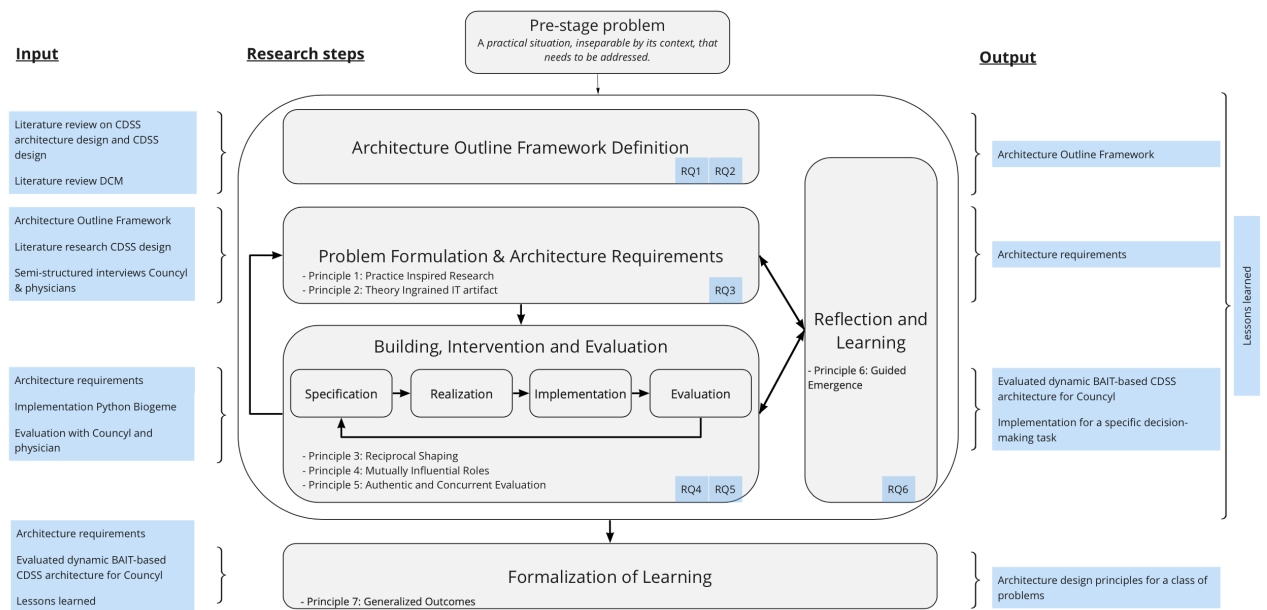 Pre-stage problem
A practical situation, inseparable by its context, that
needs to be addressed.
Input
Research steps
Output
Literature review on CDSS
architecture design and CDSS
design
Literature review DCM
Architecture Outline Framework Definition
RQ1
RQ2
Architecture Outline Framework
Architecture Outline Framework
Literature research CDSS design
Semi-structured interviews Councyl
& physicians
Problem Formulation & Architecture Requirements
- Principle 1: Practice Inspired Research
- Principle 2: Theory Ingrained IT artifact
RQ3
Architecture requirements
Lessons learned
Reflection and
Learning
- Principle 6: Guided
Emergence
RQ6
Architecture requirements
Implementation Python Biogeme
Evaluation with Councyl and
physician
Building, Intervention and Evaluation
Specification
Realization
Implementation
Evaluation
- Principle 3: Reciprocal Shaping
- Principle 4: Mutually Influential Roles
- Principle 5: Authentic and Concurrent Evaluation
RQ4
RQ5
Evaluated dynamic BAIT-based CDSS
architecture for Councyl
Implementation for a specific decision-
making task
Architecture requirements
Evaluated dynamic BAIT-based
CDSS architecture for Councyl
Lessons learned
Formalization of Learning
- Principle 7: Generalized Outcomes
Architecture design principles for a class of
problems